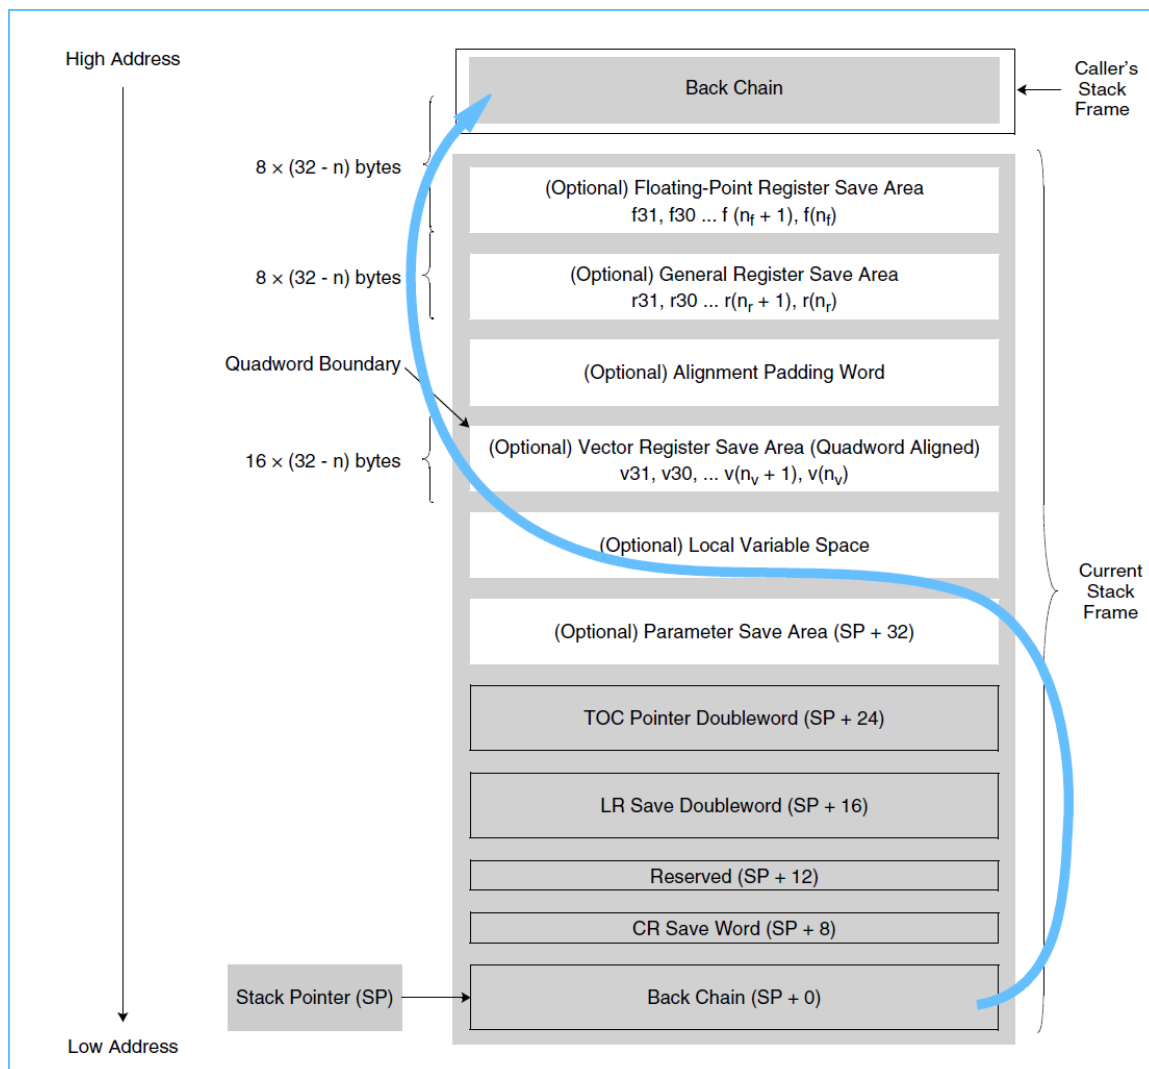 High Address
Back Chain
Caller's
Stack
Frame
8 × (32 - n) bytes
(Optional) Floating-Point Register Save Area
f31, f30 ... f (nf + 1), f(nf)
8 × (32 - n) bytes
(Optional) General Register Save Area
r31, r30 ... r(nr + 1), r(nr)
Quadword Boundary
(Optional) Alignment Padding Word
16 × (32 - n) bytes
(Optional) Vector Register Save Area (Quadword Aligned)
v31, v30, ... v(nv + 1), v(nv)
(Optional) Local Variable Space
Current
Stack
Frame
(Optional) Parameter Save Area (SP + 32)
TOC Pointer Doubleword (SP + 24)
LR Save Doubleword (SP + 16)
Reserved (SP + 12)
CR Save Word (SP + 8)
Stack Pointer (SP)
Back Chain (SP + 0)
Low Address